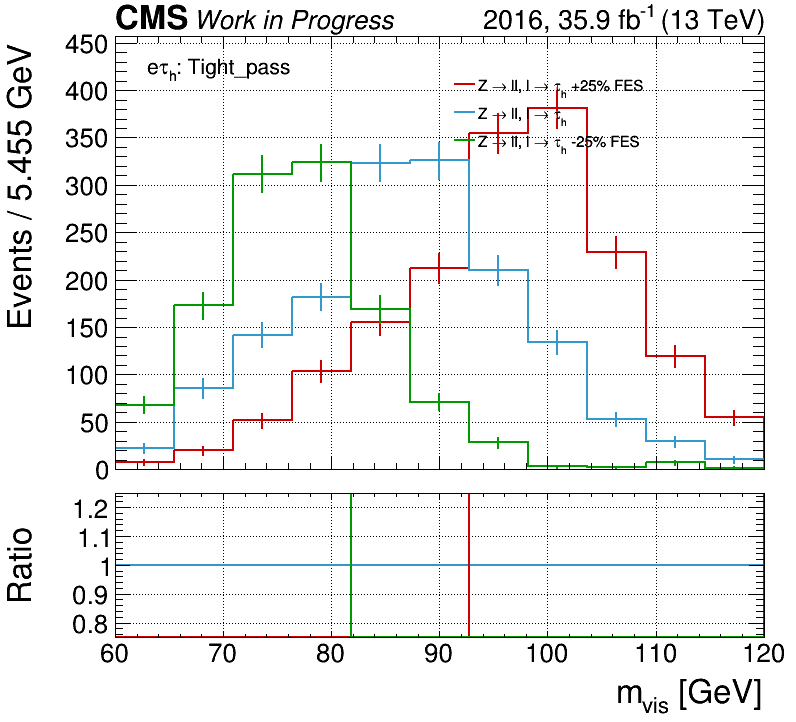 CMS Work in Progress 2016, 35.9 fb⁻¹ (13 TeV)
eτₕ: Tight_pass
Z → ll, l → τₕ +25% FES
Z → ll, l → τₕ
Z → ll, l → τₕ -25% FES
Events / 5.455 GeV
450
400
350
300
250
200
150
100
50
0
Ratio
1.2
1.1
1
0.9
0.8
60 70 80 90 100 110 120
m_vis [GeV]